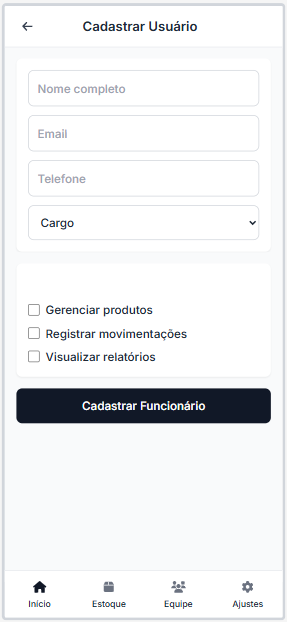 Cadastrar Usuário
Nome completo
Email
Telefone
Cargo
Gerenciar produtos
Registrar movimentações
Visualizar relatórios
Cadastrar Funcionário
Início
Estoque
Equipe
Ajustes